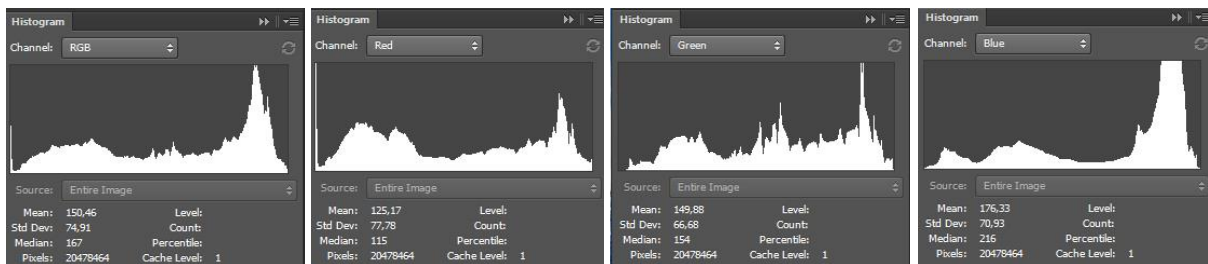 Histogram
Channel: RGB
Source: Entire Image
Mean: 150,46 Level:
Std Dev: 74,91 Count:
Median: 167 Percentile:
Pixels: 20478464 Cache Level: 1
Histogram
Channel: Red
Source: Entire Image
Mean: 125,17 Level:
Std Dev: 77,78 Count:
Median: 115 Percentile:
Pixels: 20478464 Cache Level: 1
Histogram
Channel: Green
Source: Entire Image
Mean: 149,88 Level:
Std Dev: 66,68 Count:
Median: 154 Percentile:
Pixels: 20478464 Cache Level: 1
Histogram
Channel: Blue
Source: Entire Image
Mean: 176,33 Level:
Std Dev: 70,93 Count:
Median: 216 Percentile:
Pixels: 20478464 Cache Level: 1